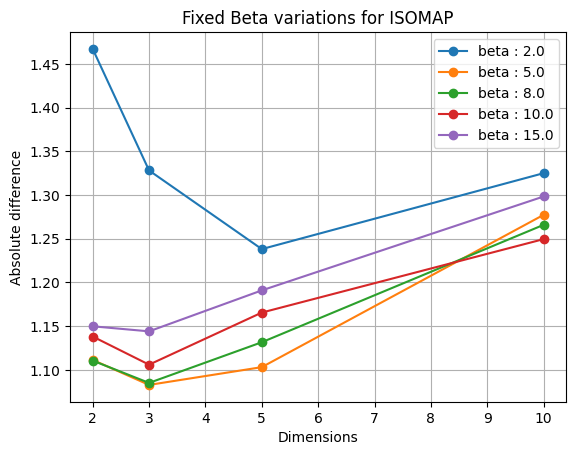 Fixed Beta variations for ISOMAP
Absolute difference
1.45
1.40
1.35
1.30
1.25
1.20
1.15
1.10
beta : 2.0
beta : 5.0
beta : 8.0
beta : 10.0
beta : 15.0
2 3 4 5 6 7 8 9 10
Dimensions